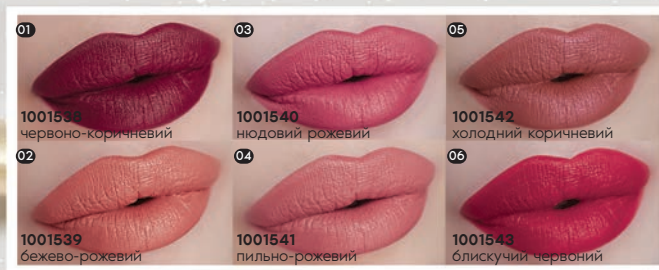 01
1001538
червоно-коричневий
03
1001540
нюдовий рожевий
05
1001542
холодний коричневий
02
1001539
бежево-рожевий
04
1001541
пильно-рожевий
06
1001543
блискучий червоний